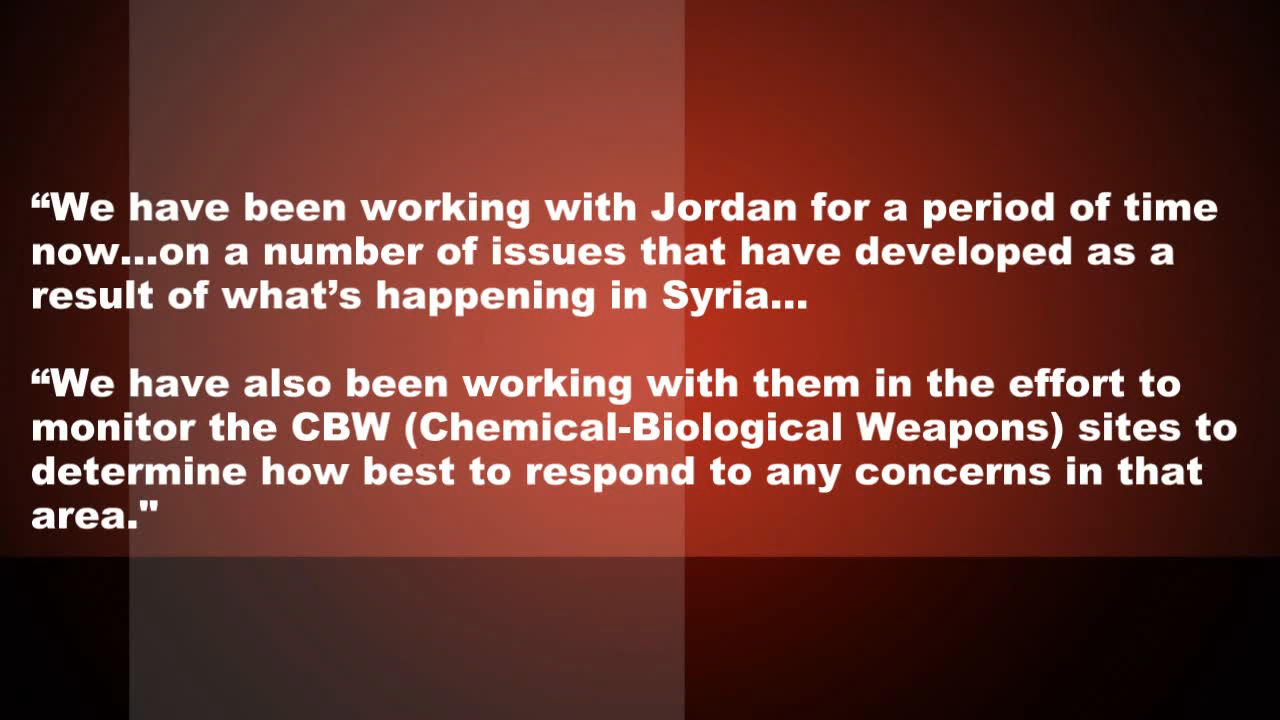 “We have been working with Jordan for a period of time
now...on a number of issues that have developed as a
result of what’s happening in Syria...
“We have also been working with them in the effort to
monitor the CBW (Chemical-Biological Weapons) sites to
determine how best to respond to any concerns in that
area."